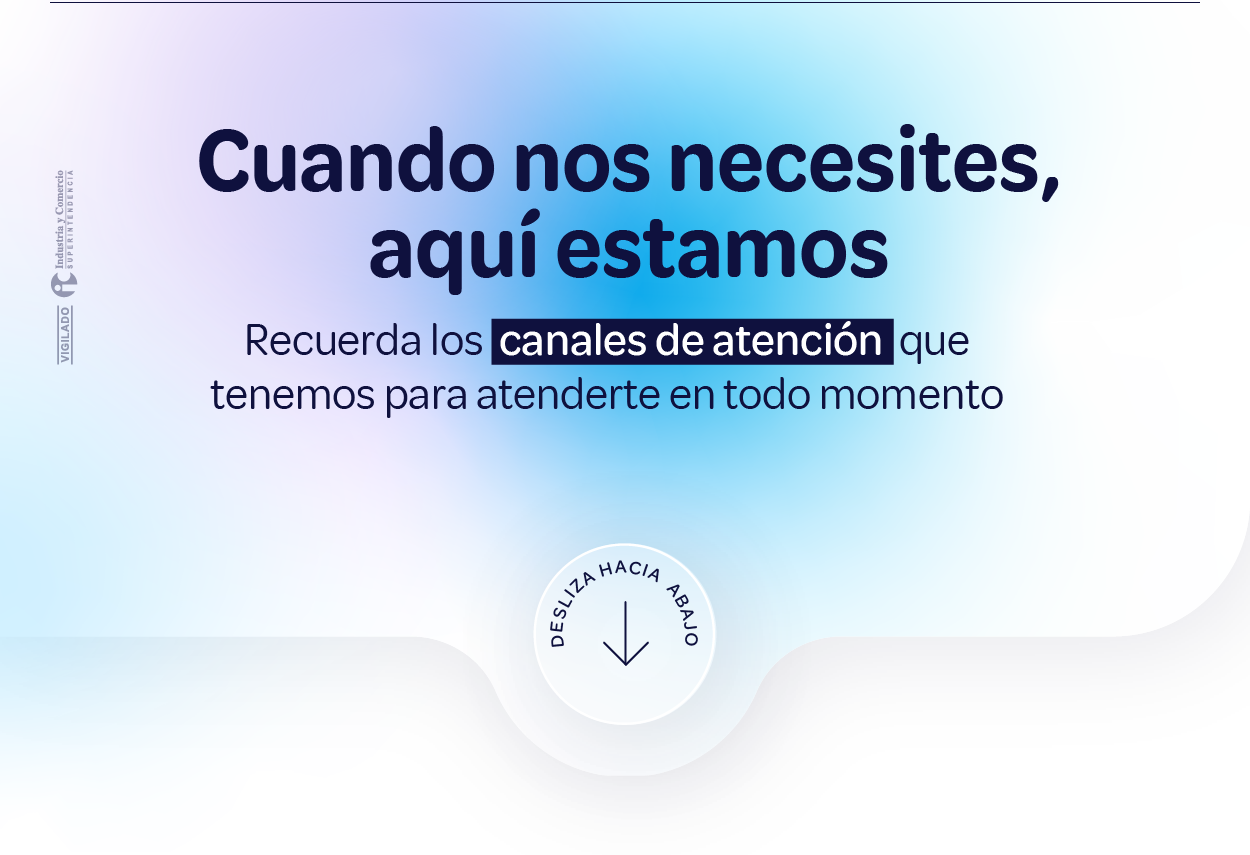 Cuando nos necesites,
aquí estamos
Recuerda los canales de atención que
tenemos para atenderte en todo momento
VIGILADO
Industria y Comercio
SUPERINTENDENCIA
DESLIZA HACIA ABAJO